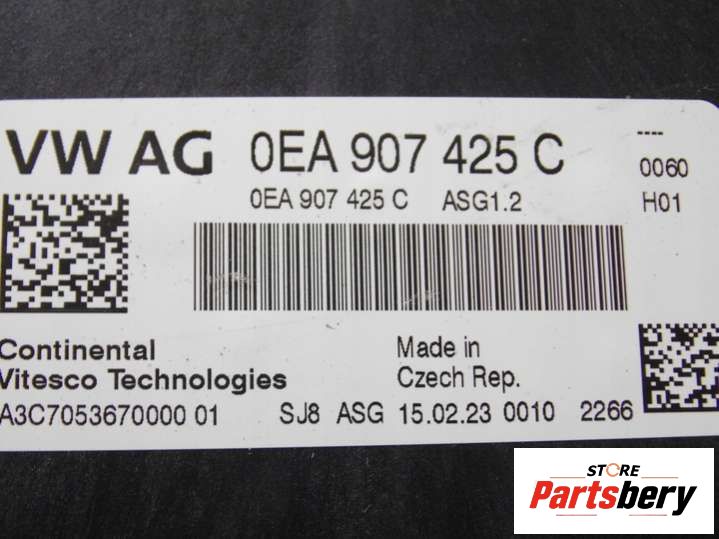 VW AG 0EA 907 425 C ----
0060
0EA 907 425 C ASG1.2 H01
Continental Made in
Vitesco Technologies Czech Rep.
A3C7053670000 01 SJ8 ASG 15.02.23 0010 2266
STORE
Partsbery